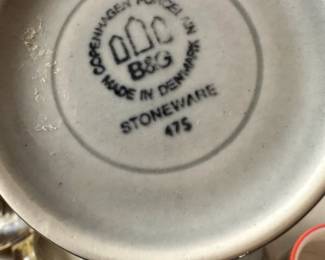 COPENHAGEN PORCELAIN
B&G
MADE IN DENMARK
STONEWARE
475